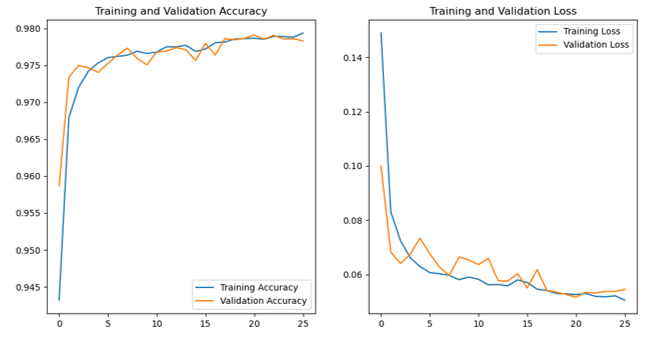 Training and Validation Accuracy
0.980
0.975
0.970
0.965
0.960
0.955
0.950
0.945
Training Accuracy
Validation Accuracy
0 5 10 15 20 25
Training and Validation Loss
Training Loss
Validation Loss
0.14
0.12
0.10
0.08
0.06
0 5 10 15 20 25